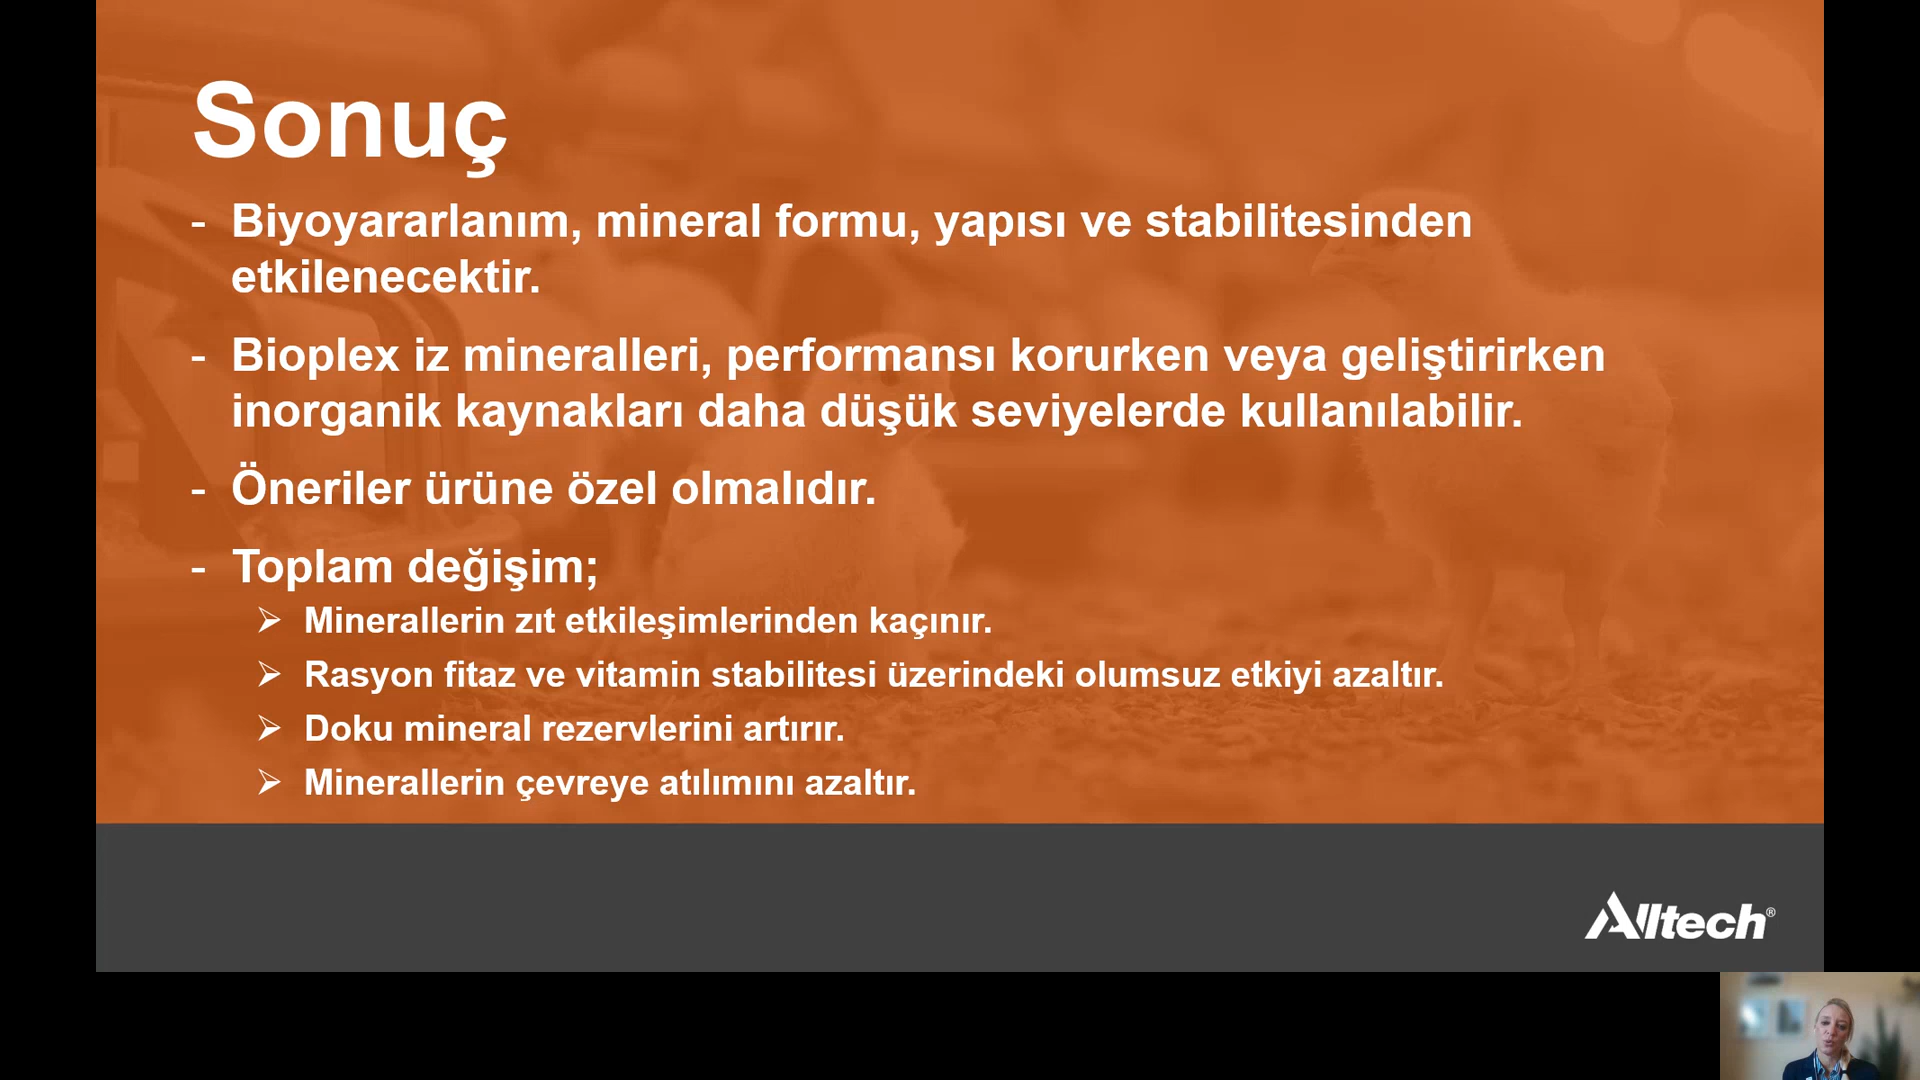 Sonuç
- Biyoyararlanım, mineral formu, yapısı ve stabilitesinden
etkilenecektir.
- Bioplex iz mineralleri, performansı korurken veya geliştirirken
inorganik kaynakları daha düşük seviyelerde kullanılabilir.
- Öneriler ürüne özel olmalıdır.
- Toplam değişim;
➢ Minerallerin zıt etkileşimlerinden kaçınır.
➢ Rasyon fitaz ve vitamin stabilitesi üzerindeki olumsuz etkiyi azaltır.
➢ Doku mineral rezervlerini artırır.
➢ Minerallerin çevreye atılımını azaltır.
Alltech®